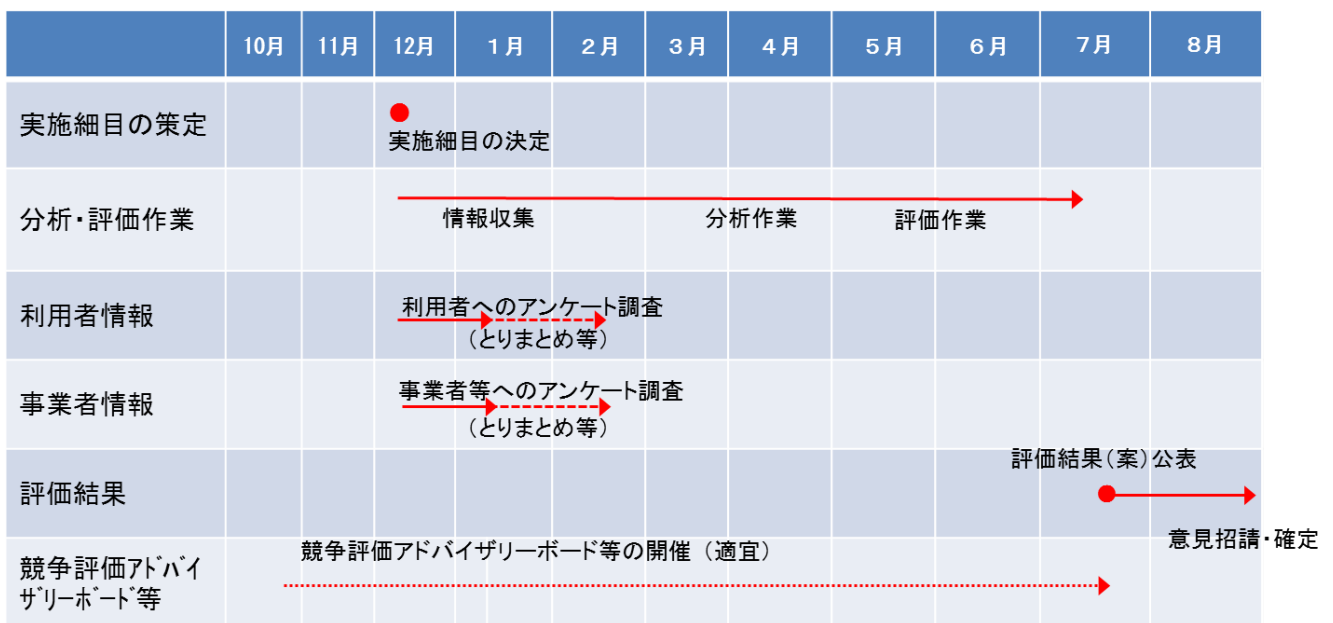 10月 11月 12月 1月 2月 3月 4月 5月 6月 7月 8月
実施細目の策定
実施細目の決定
分析・評価作業
情報収集 分析作業 評価作業
利用者情報
利用者へのアンケート調査
(とりまとめ等)
事業者情報
事業者等へのアンケート調査
(とりまとめ等)
評価結果
評価結果(案)公表
意見招請・確定
競争評価アドバイ
ザリーボード等
競争評価アドバイザリーボード等の開催 (適宜)